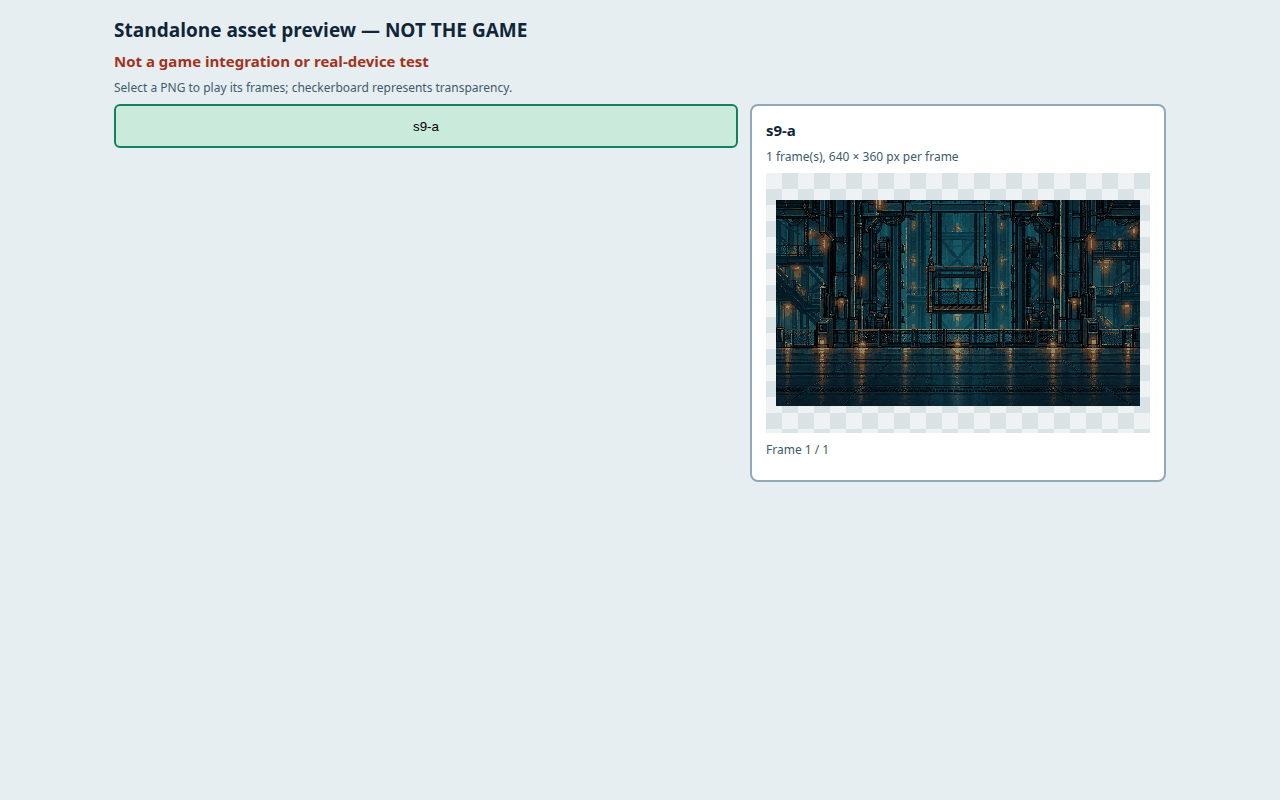 Standalone asset preview — NOT THE GAME
Not a game integration or real-device test
Select a PNG to play its frames; checkerboard represents transparency.
s9-a
s9-a
1 frame(s), 640 × 360 px per frame
Frame 1 / 1